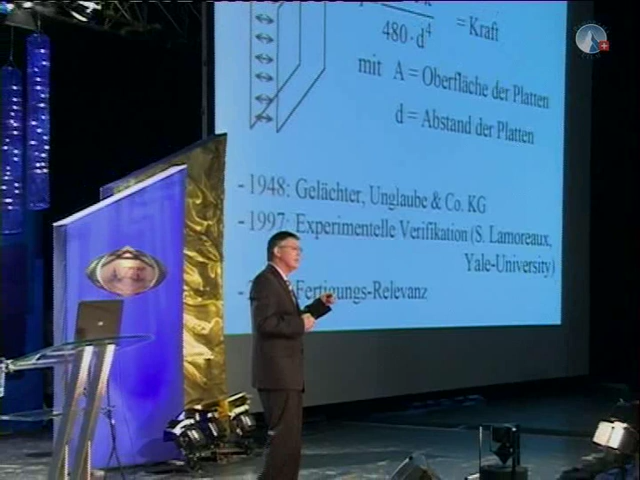 480·d⁴
= Kraft
mit A = Oberfläche der Platten
d = Abstand der Platten
- 1948: Gelächter, Unglaube & Co. KG
- 1997: Experimentelle Verifikation (S. Lamoreaux,
Yale-University)
- Fertigungs-Relevanz